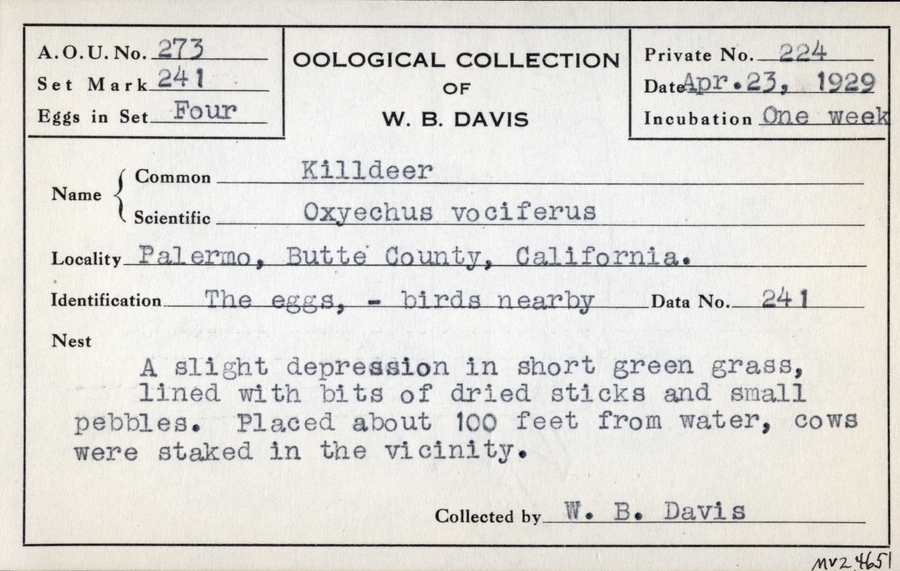 A.O.U. No. 273
Set Mark 241
Eggs in Set Four
OOLOGICAL COLLECTION
OF
W. B. DAVIS
Private No. 224
Date Apr.23, 1929
Incubation One week
Name { Common Killdeer
Scientific Oxyechus vociferus
Locality Palermo, Butte County, California.
Identification The eggs, - birds nearby Data No. 241
Nest
A slight depression in short green grass,
lined with bits of dried sticks and small
pebbles. Placed about 100 feet from water, cows
were staked in the vicinity.
Collected by W. B. Davis
MVZ 4651